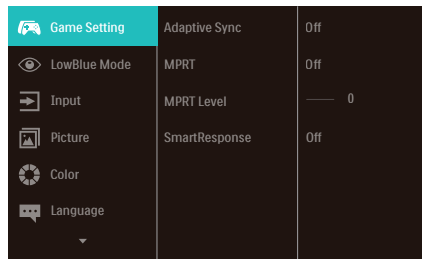 Game Setting Adaptive Sync Off
LowBlue Mode MPRT Off
Input MPRT Level 0
Picture SmartResponse Off
Color
Language